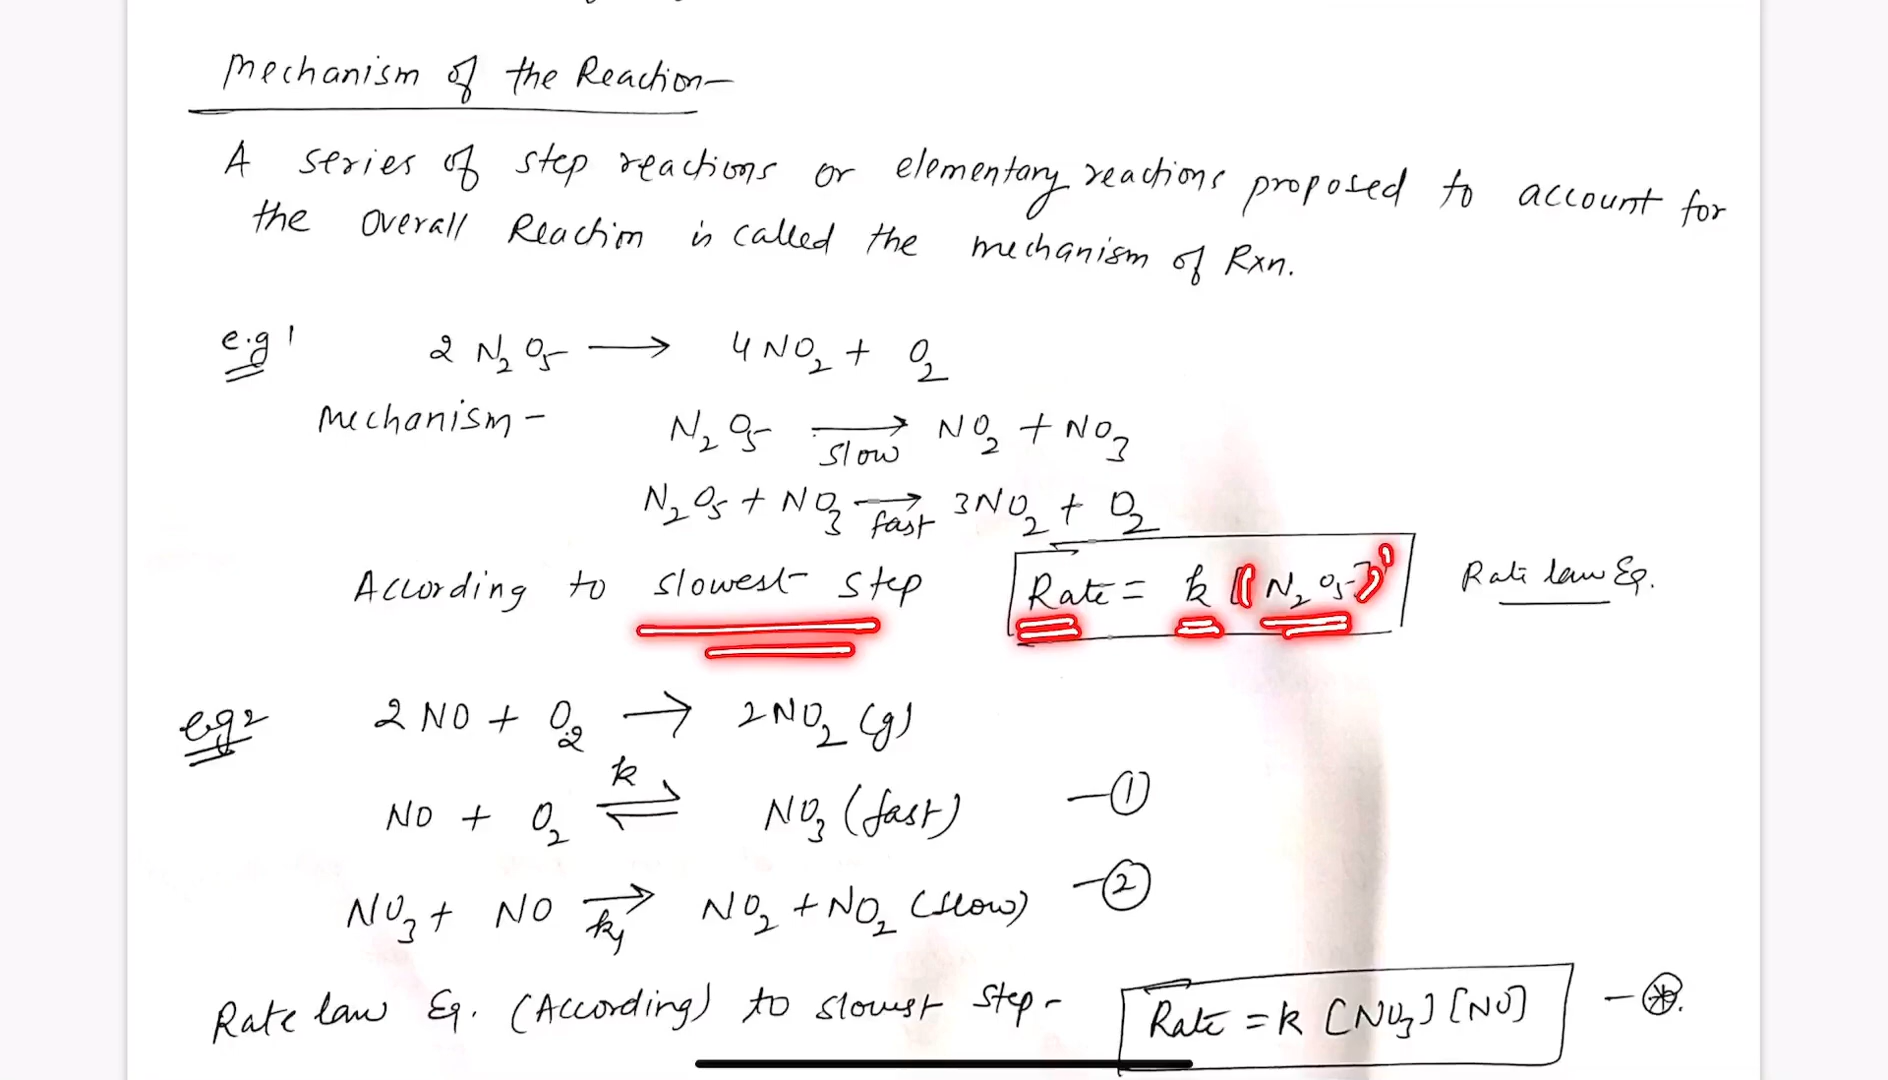 Mechanism of the Reaction-
A series of step reactions or elementary reactions proposed to account for
the overall Reaction is called the mechanism of Rxn.
e.g 1 2 N₂O₅ ⟶ 4NO₂ + O₂
Mechanism- N₂O₅ ⟶ slow NO₂ + NO₃
N₂O₅ + NO₃ ⟶ fast 3NO₂ + O₂
According to slowest step Rate = k [N₂O₅]¹ Rate law Eq.
e.g 2 2NO + O₂ → 2NO₂ (g)
NO + O₂ ⇌ k NO₃ (fast) -①
NO₃ + NO → k₁ NO₂ + NO₂ (slow) -②
Rate law Eq. (According) to slowest step- Rate = k [NO₃] [NO] -⊛.